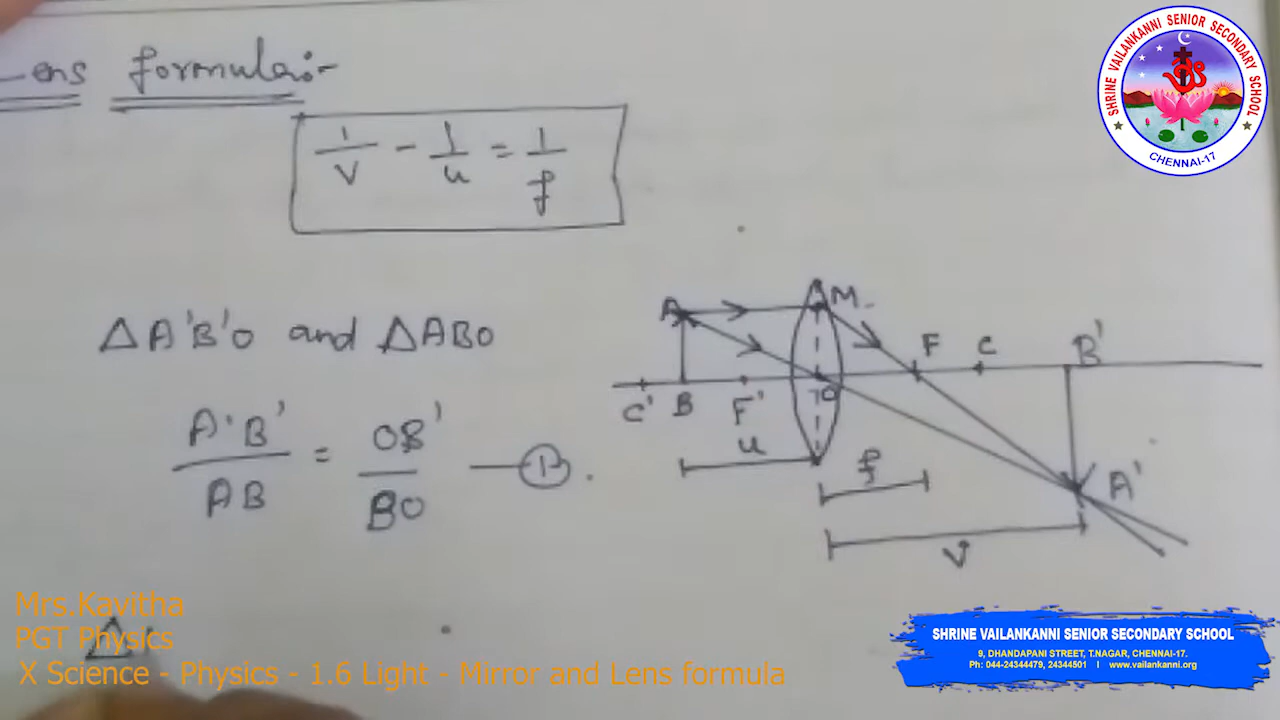 Lens formula:-
1/v - 1/u = 1/f
ΔA'B'O and ΔABO
A'B'/AB = OB'/BO — ①.
Δ
A M.
F C B'
C' B F' O
u
f A'
v
SHRINE VAILANKANNI SENIOR SECONDARY SCHOOL
CHENNAI-17
Mrs.Kavitha
PGT Physics
X Science - Physics - 1.6 Light - Mirror and Lens formula
SHRINE VAILANKANNI SENIOR SECONDARY SCHOOL
9, DHANDAPANI STREET, T.NAGAR, CHENNAI-17.
Ph: 044-24344479, 24344501 | www.vailankanni.org